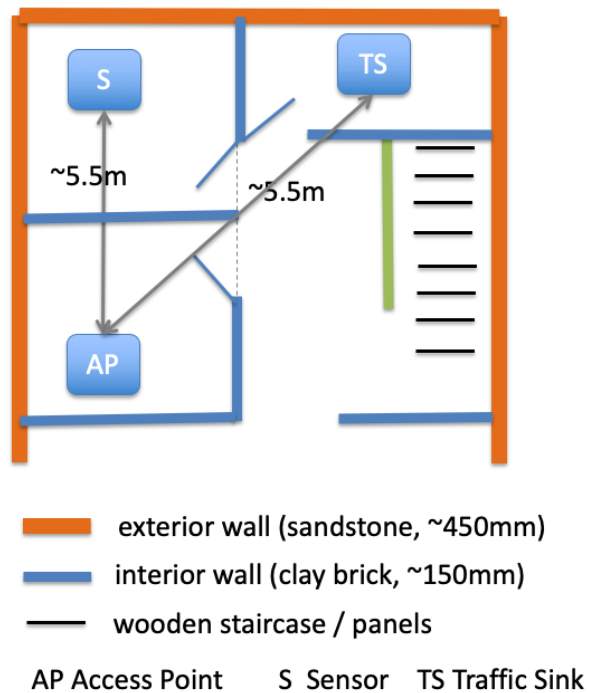 S
TS
~5.5m
~5.5m
AP
exterior wall (sandstone, ~450mm)
interior wall (clay brick, ~150mm)
wooden staircase / panels
AP Access Point S Sensor TS Traffic Sink